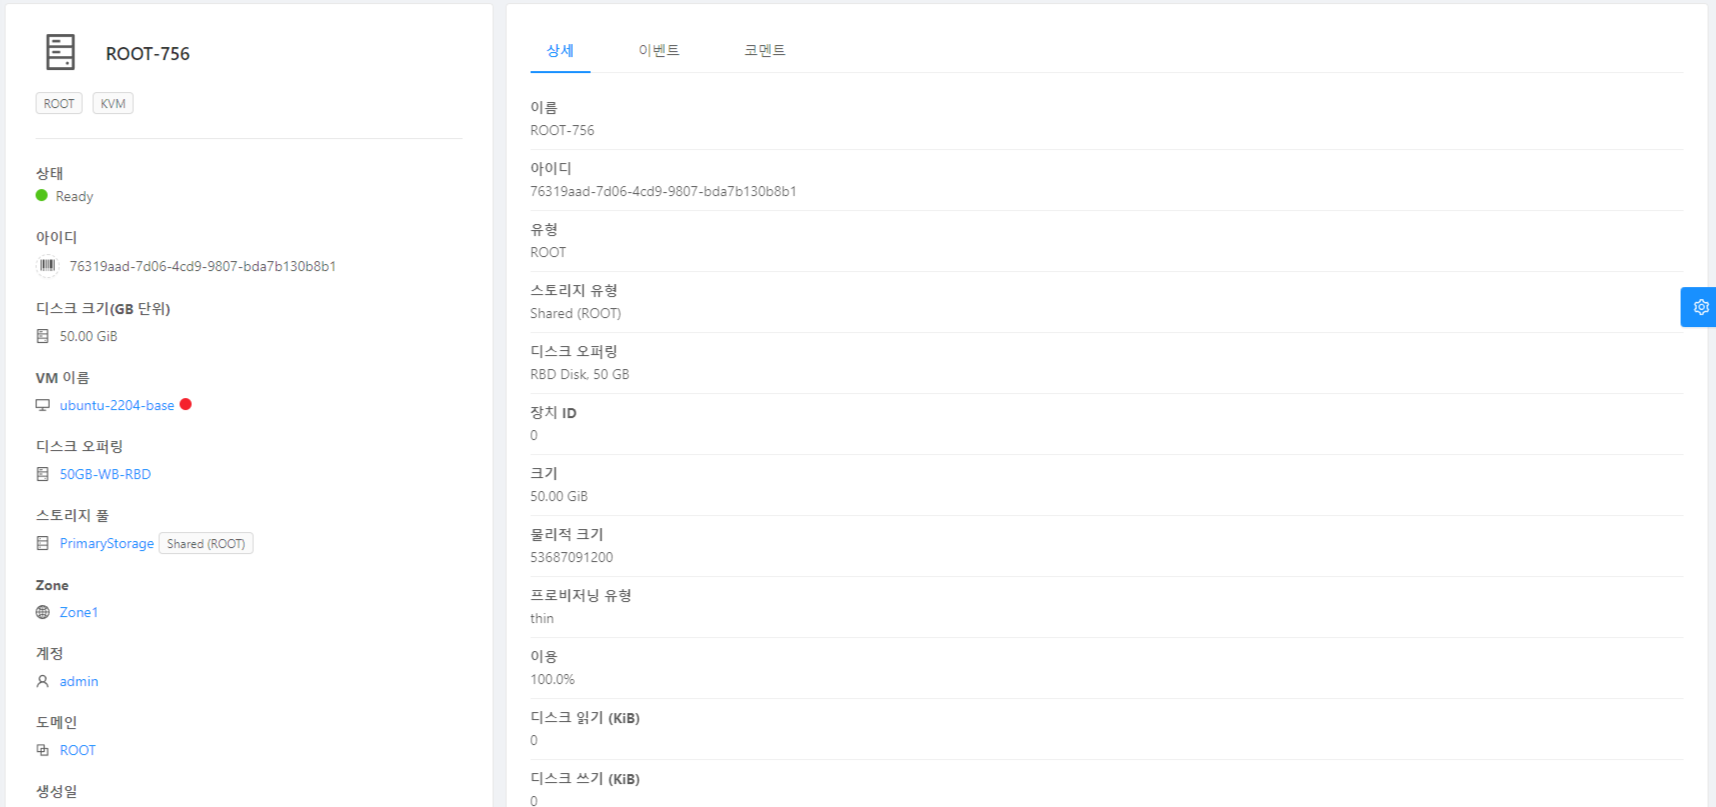 ROOT-756
ROOT KVM
상태
Ready
아이디
76319aad-7d06-4cd9-9807-bda7b130b8b1
디스크 크기(GB 단위)
50.00 GiB
VM 이름
ubuntu-2204-base
디스크 오퍼링
50GB-WB-RBD
스토리지 풀
PrimaryStorage Shared (ROOT)
Zone
Zone1
계정
admin
도메인
ROOT
생성일
상세 이벤트 코멘트
이름
ROOT-756
아이디
76319aad-7d06-4cd9-9807-bda7b130b8b1
유형
ROOT
스토리지 유형
Shared (ROOT)
디스크 오퍼링
RBD Disk, 50 GB
장치 ID
0
크기
50.00 GiB
물리적 크기
53687091200
프로비저닝 유형
thin
이용
100.0%
디스크 읽기 (KiB)
0
디스크 쓰기 (KiB)
0